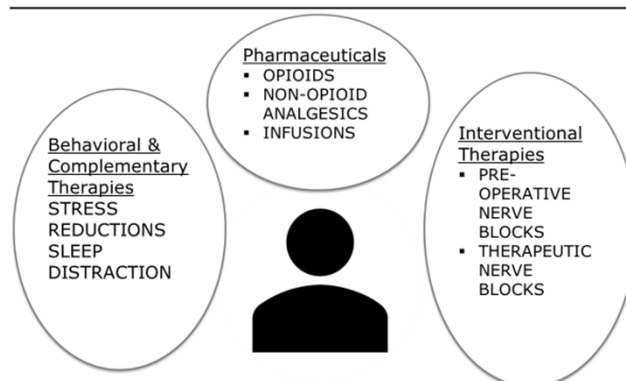 Pharmaceuticals
▪ OPIOIDS
▪ NON-OPIOID
ANALGESICS
▪ INFUSIONS
Behavioral &
Complementary
Therapies
STRESS
REDUCTIONS
SLEEP
DISTRACTION
Interventional
Therapies
▪ PRE-
OPERATIVE
NERVE
BLOCKS
▪ THERAPEUTIC
NERVE
BLOCKS